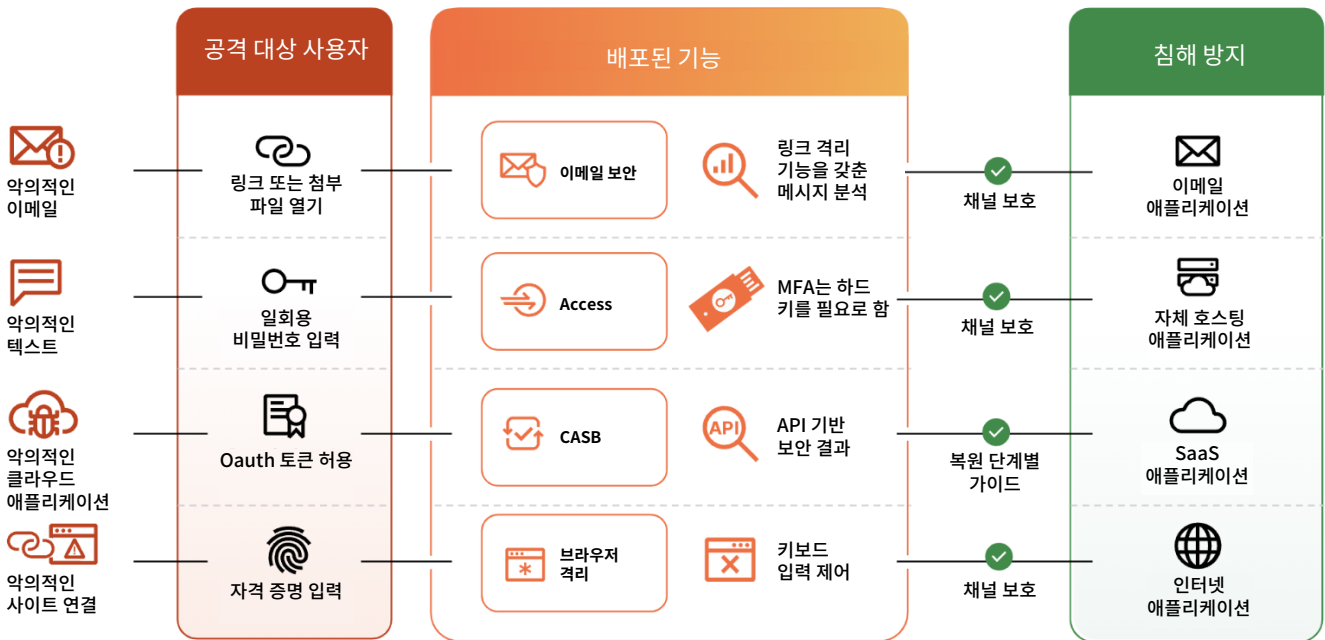 공격 대상 사용자
배포된 기능
침해 방지
악의적인
이메일
링크 또는 첨부
파일 열기
이메일 보안
링크 격리
기능을 갖춘
메시지 분석
채널 보호
이메일
애플리케이션
악의적인
텍스트
일회용
비밀번호 입력
Access
MFA는 하드
키를 필요로 함
채널 보호
자체 호스팅
애플리케이션
악의적인
클라우드
애플리케이션
Oauth 토큰 허용
CASB
API
API 기반
보안 결과
복원 단계별
가이드
SaaS
애플리케이션
악의적인
사이트 연결
자격 증명 입력
브라우저
격리
키보드
입력 제어
채널 보호
인터넷
애플리케이션